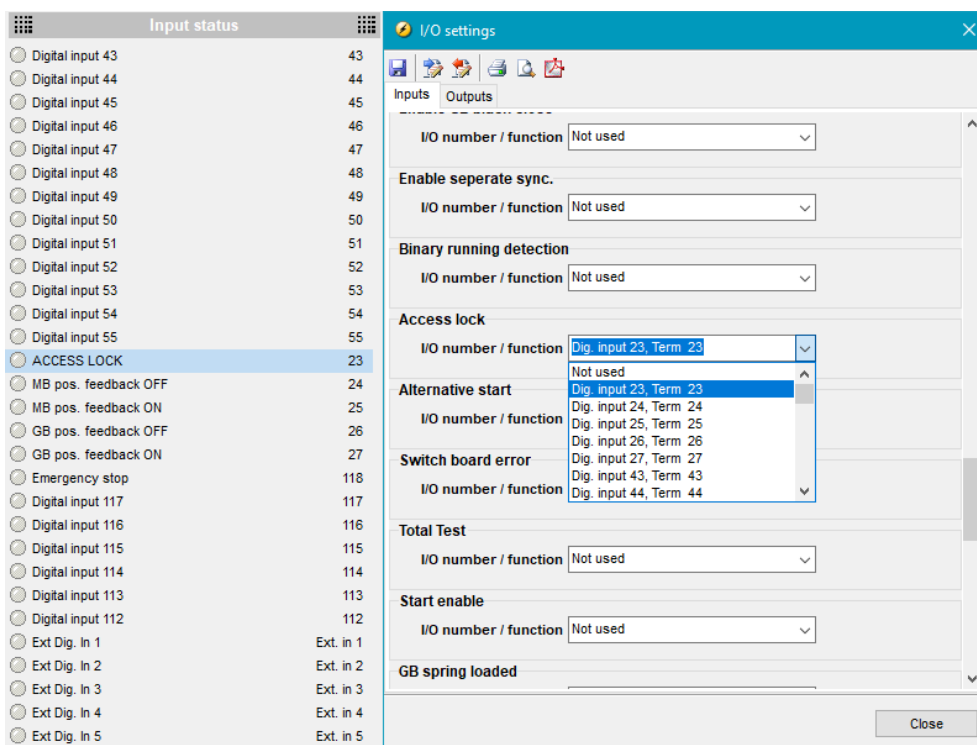 Input status
Digital input 43 43
Digital input 44 44
Digital input 45 45
Digital input 46 46
Digital input 47 47
Digital input 48 48
Digital input 49 49
Digital input 50 50
Digital input 51 51
Digital input 52 52
Digital input 53 53
Digital input 54 54
Digital input 55 55
ACCESS LOCK 23
MB pos. feedback OFF 24
MB pos. feedback ON 25
GB pos. feedback OFF 26
GB pos. feedback ON 27
Emergency stop 118
Digital input 117 117
Digital input 116 116
Digital input 115 115
Digital input 114 114
Digital input 113 113
Digital input 112 112
Ext Dig. In 1 Ext. in 1
Ext Dig. In 2 Ext. in 2
Ext Dig. In 3 Ext. in 3
Ext Dig. In 4 Ext. in 4
Ext Dig. In 5 Ext. in 5
I/O settings
Inputs Outputs
I/O number / function Not used
Enable seperate sync.
I/O number / function Not used
Binary running detection
I/O number / function Not used
Access lock
I/O number / function Dig. input 23, Term 23
Not used
Dig. input 23, Term 23
Dig. input 24, Term 24
Dig. input 25, Term 25
Dig. input 26, Term 26
Dig. input 27, Term 27
Dig. input 43, Term 43
Dig. input 44, Term 44
Alternative start
I/O number / function
Switch board error
I/O number / function
Total Test
I/O number / function Not used
Start enable
I/O number / function Not used
GB spring loaded
Close